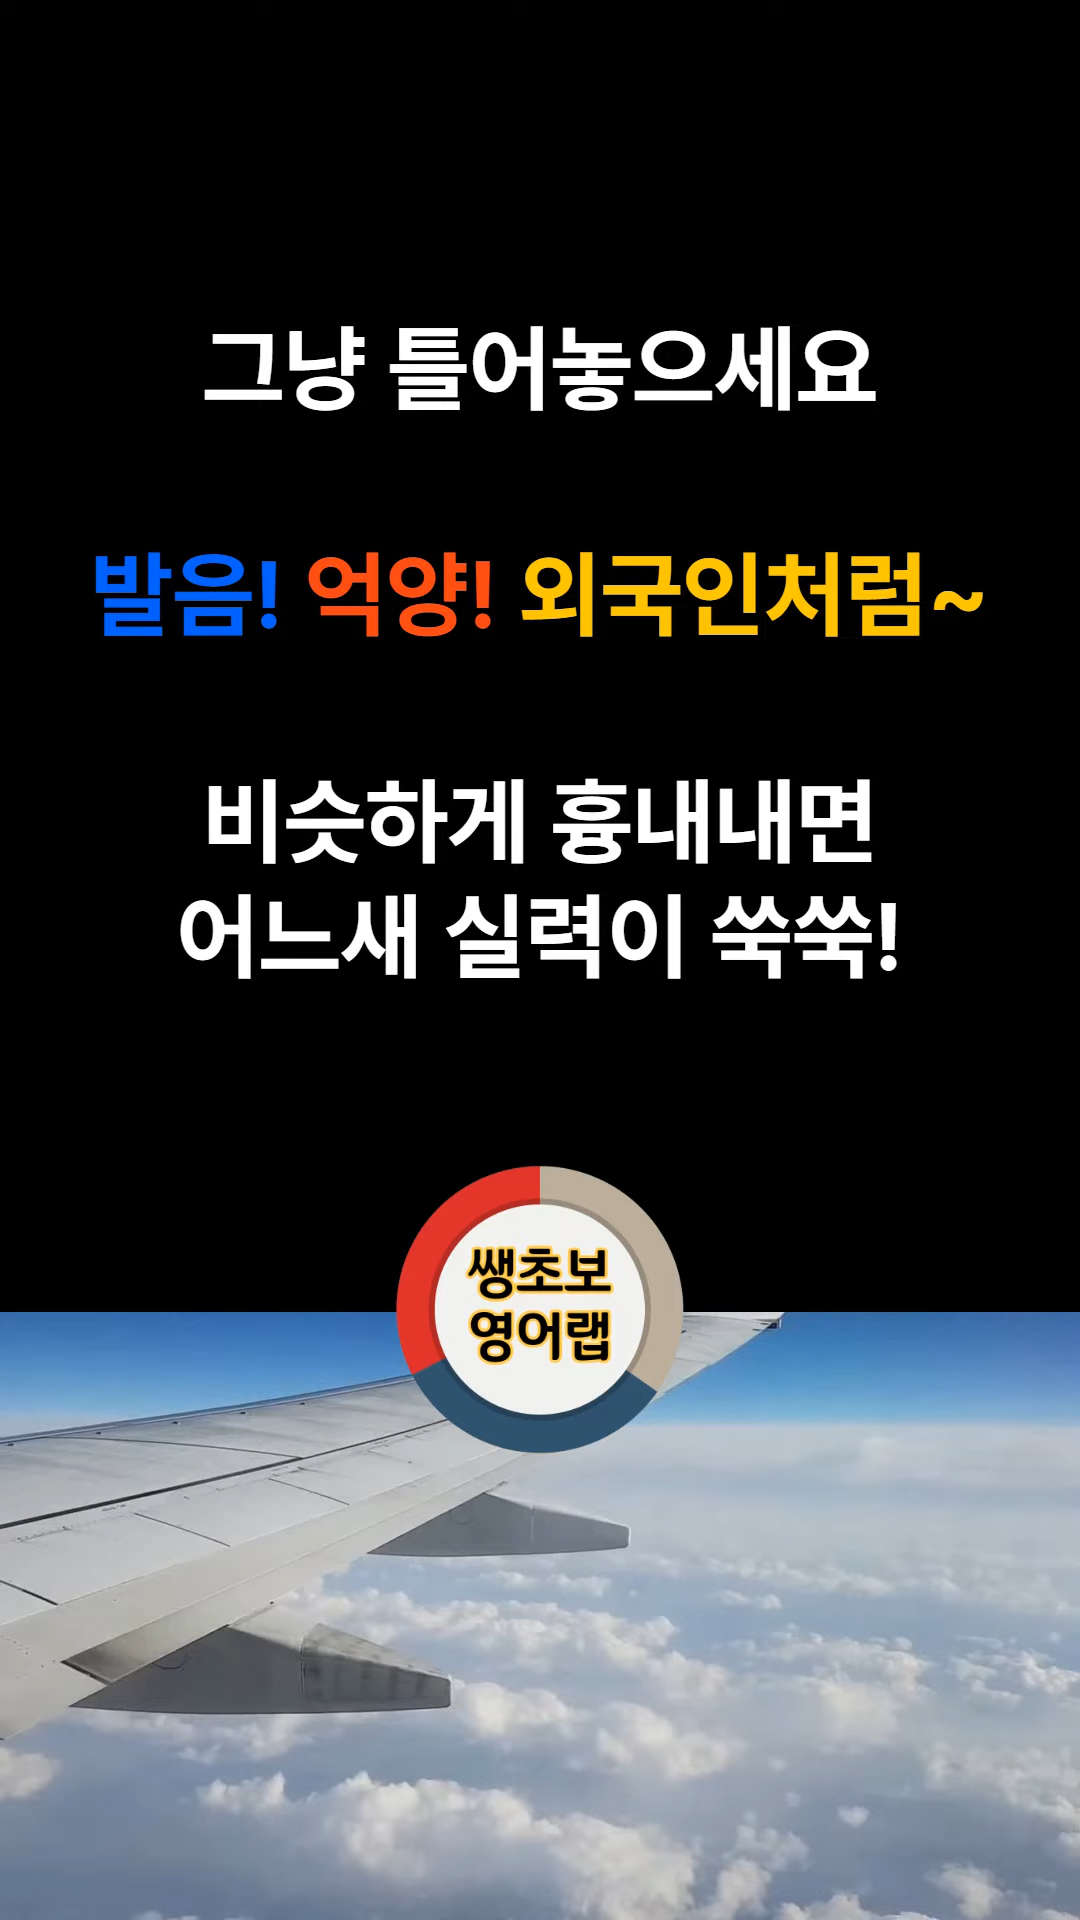 그냥 틀어놓으세요
발음! 억양! 외국인처럼~
비슷하게 흉내내면
어느새 실력이 쑥쑥!
쌩초보
영어랩